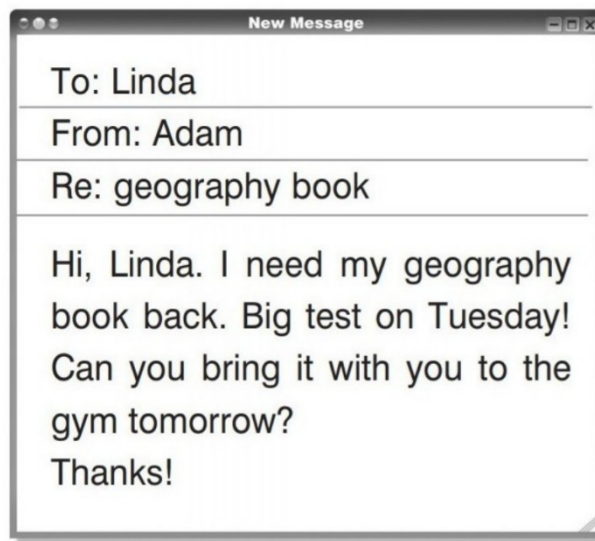 New Message
To: Linda
From: Adam
Re: geography book
Hi, Linda. I need my geography
book back. Big test on Tuesday!
Can you bring it with you to the
gym tomorrow?
Thanks!